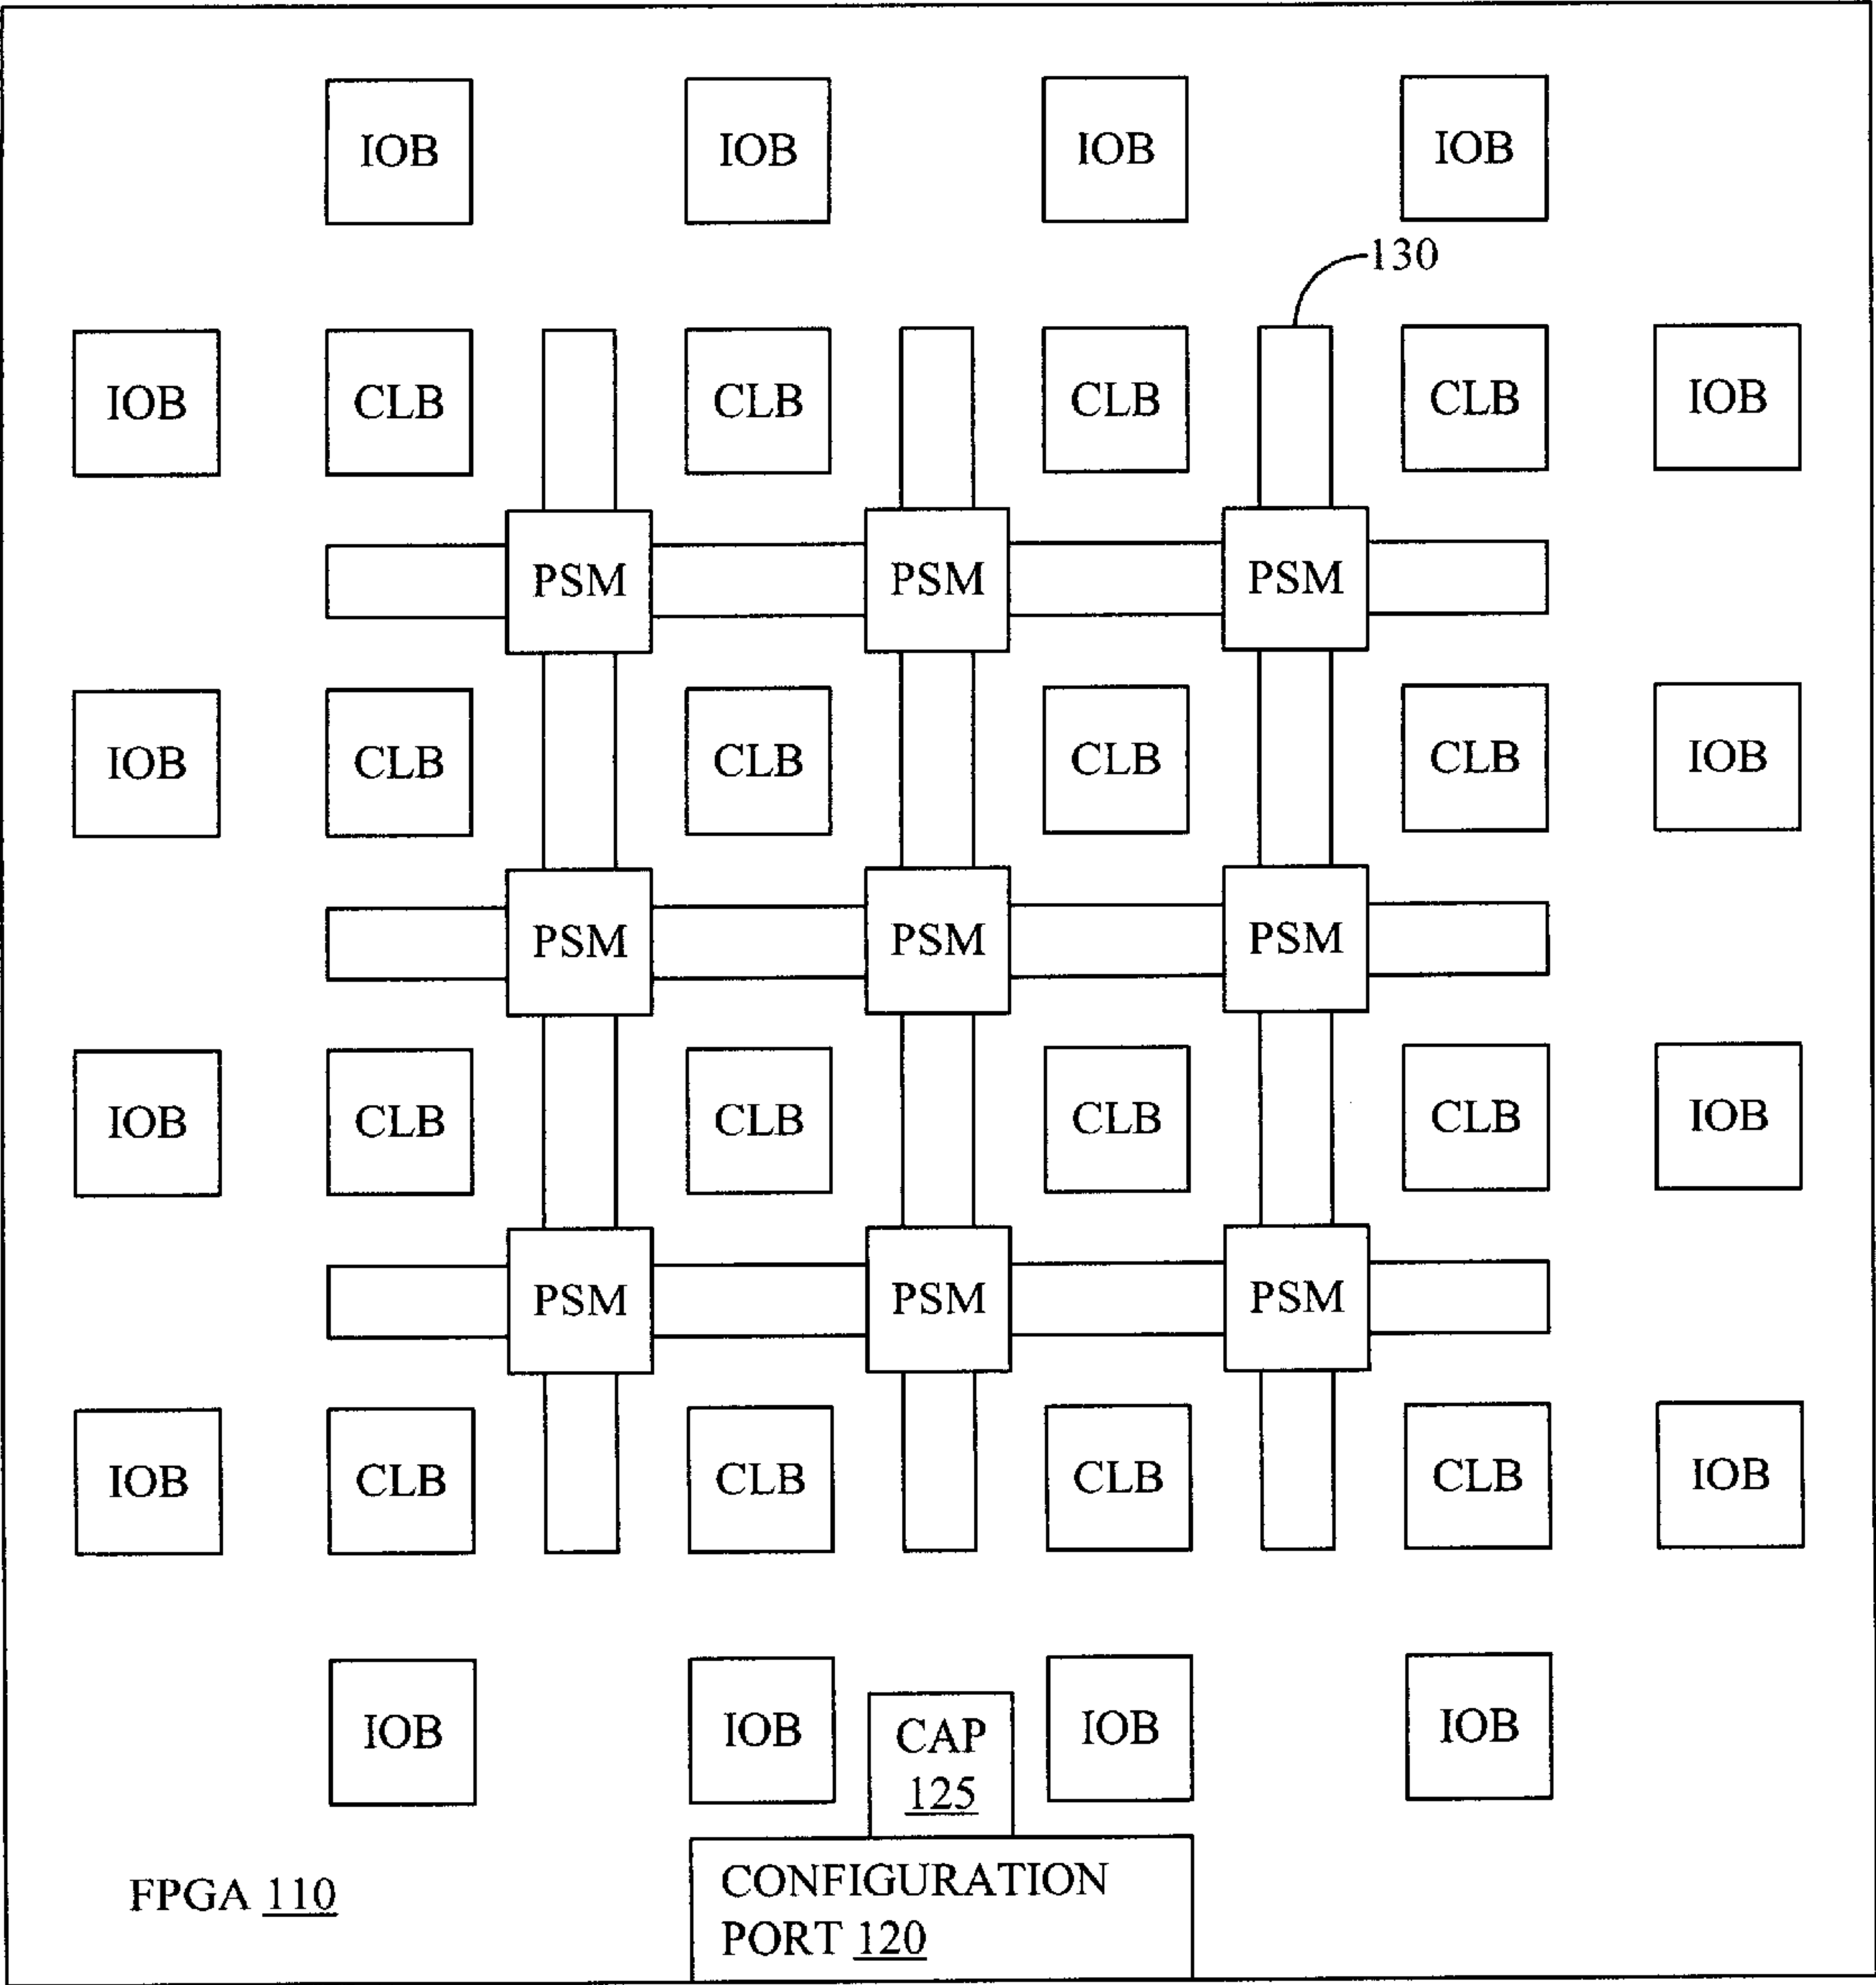 IOB IOB IOB IOB
130
IOB CLB CLB CLB CLB IOB
PSM PSM PSM
IOB CLB CLB CLB CLB IOB
PSM PSM PSM
IOB CLB CLB CLB CLB IOB
PSM PSM PSM
IOB CLB CLB CLB CLB IOB
IOB IOB CAP IOB IOB
125
CONFIGURATION
PORT 120
FPGA 110